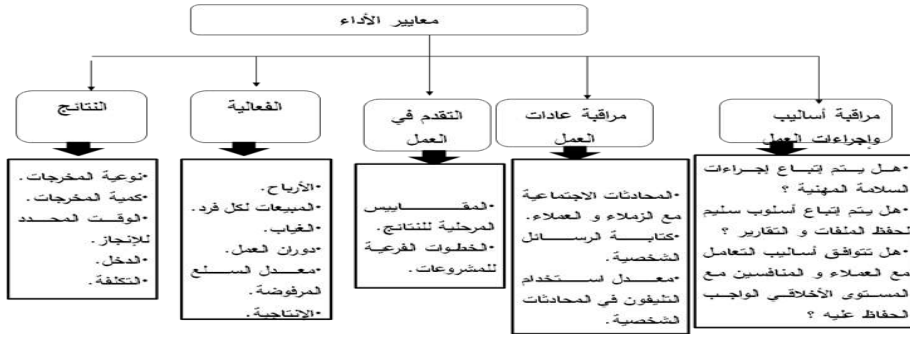 معايير الأداء
مراقبة أساليب
وإجراءات العمل
مراقبة عادات
العمل
التقدم في
العمل
الفعالية
النتائج
•هل يتم إتباع إجراءات
السلامة المهنية ؟
•هل يتم إتباع أسلوب سليم
لحفظ الملفات و التقارير ؟
•هل تتوافق أساليب التعامل
مع العملاء و المنافسين مع
المستوى الأخلاقي الواجب
الحفاظ عليه ؟
•المحادثات الاجتماعية
مع الزملاء و العملاء.
•كتابة الرسائل
الشخصية.
•معدل استخدام
التليفون في المحادثات
الشخصية.
•المقاييس
المرحلية للنتائج.
•الخطوات الفرعية
للمشروعات.
•الأرباح.
•المبيعات لكل فرد.
•الغياب.
•دوران العمل.
•معدل السلع
المرفوضة.
•الإنتاجية.
•نوعية المخرجات.
•كمية المخرجات.
•الوقت المحدد
للإنجاز.
•الدخل.
•التكلفة.